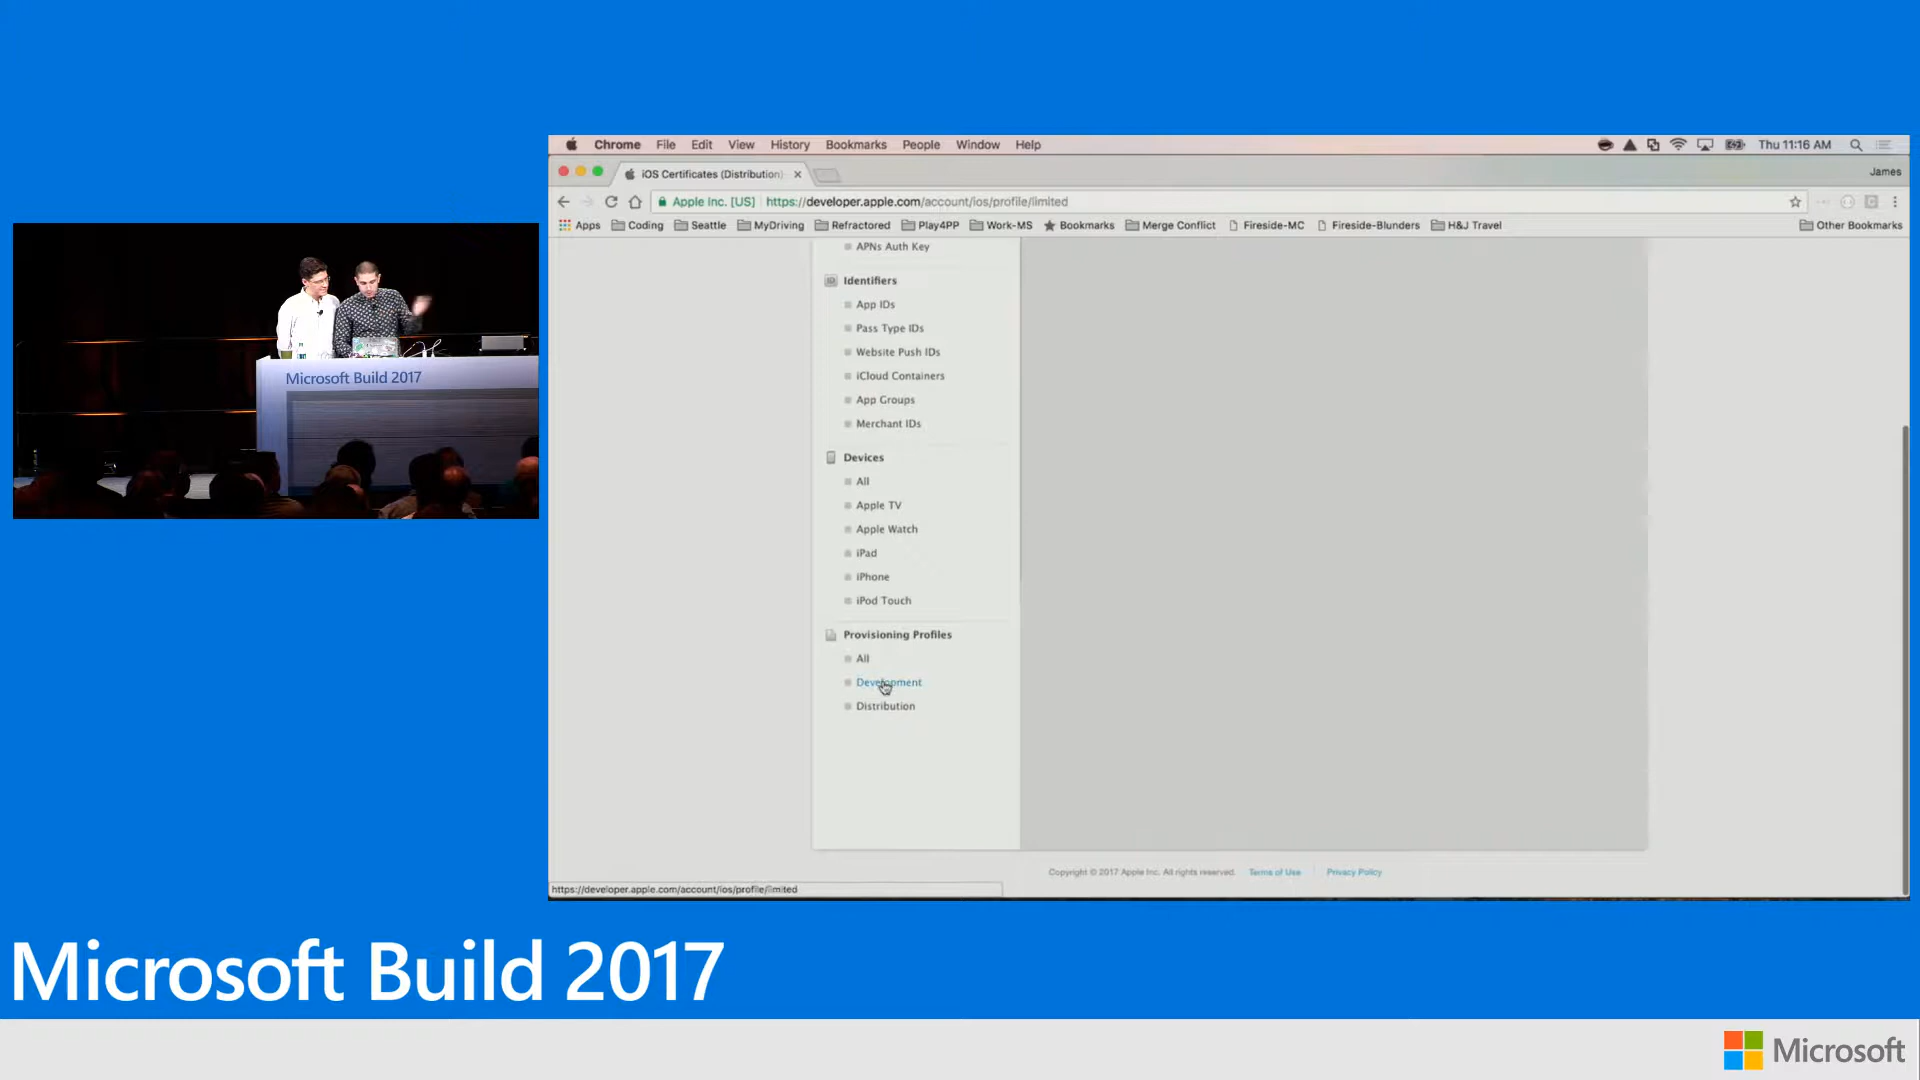 Chrome File Edit View History Bookmarks People Window Help Thu 11:16 AM
iOS Certificates (Distribution) James
Apple Inc. [US] https://developer.apple.com/account/ios/profile/limited
Apps Coding Seattle MyDriving Refractored Play4PP Work-MS Bookmarks Merge Conflict Fireside-MC Fireside-Blunders H&J Travel Other Bookmarks
APNs Auth Key
ID Identifiers
App IDs
Pass Type IDs
Website Push IDs
iCloud Containers
App Groups
Merchant IDs
Devices
All
Apple TV
Apple Watch
iPad
iPhone
iPod Touch
Provisioning Profiles
All
Development
Distribution
Copyright © 2017 Apple Inc. All rights reserved. Terms of Use Privacy Policy
https://developer.apple.com/account/ios/profile/limited
Microsoft Build 2017
Microsoft Build 2017
Microsoft